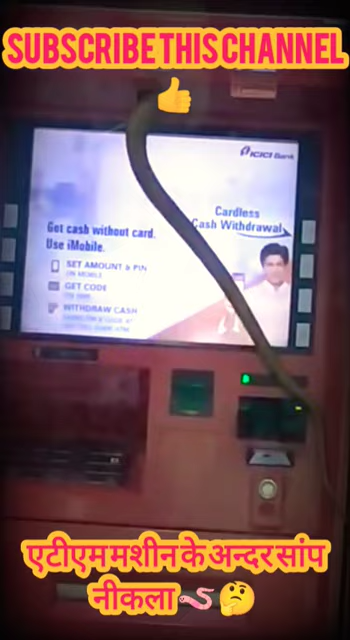 SUBSCRIBE THIS CHANNEL
👍
ICICI Bank
Cardless
Cash Withdrawal
Get cash without card.
Use iMobile.
SET AMOUNT & PIN
GET CODE
WITHDRAW CASH
एटीएम मशीन के अन्दर सांप
नीकला 🪱🤔